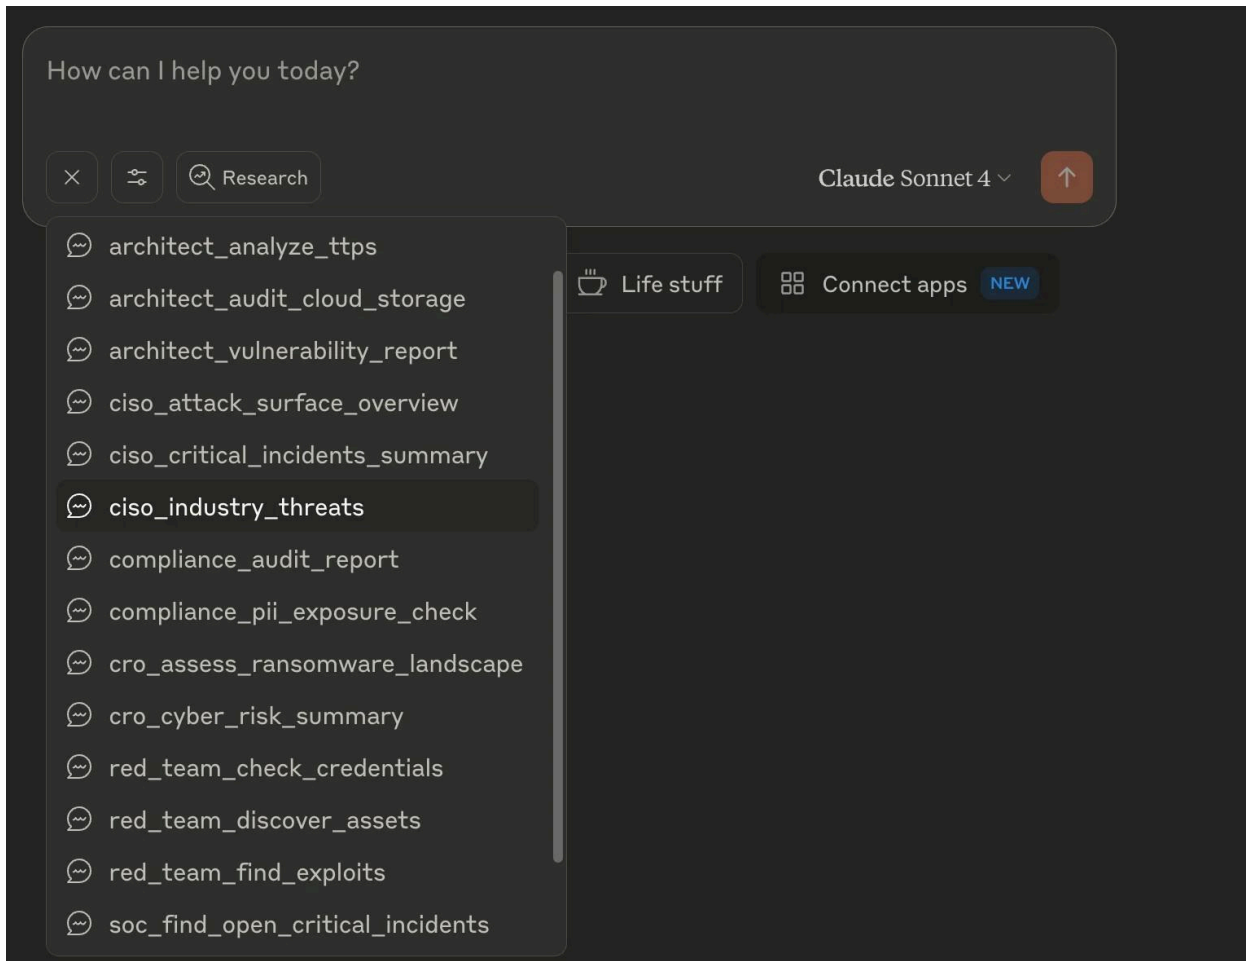 How can I help you today?
Research
Claude Sonnet 4
architect_analyze_ttps
architect_audit_cloud_storage
architect_vulnerability_report
ciso_attack_surface_overview
ciso_critical_incidents_summary
ciso_industry_threats
compliance_audit_report
compliance_pii_exposure_check
cro_assess_ransomware_landscape
cro_cyber_risk_summary
red_team_check_credentials
red_team_discover_assets
red_team_find_exploits
soc_find_open_critical_incidents
Life stuff
Connect apps NEW